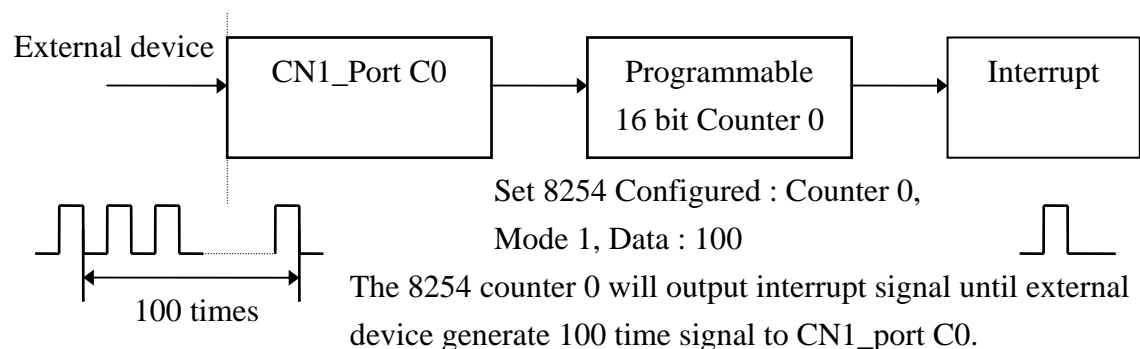 External device
CN1_Port C0
Programmable
16 bit Counter 0
Interrupt
Set 8254 Configured : Counter 0,
Mode 1, Data : 100
100 times
The 8254 counter 0 will output interrupt signal until external
device generate 100 time signal to CN1_port C0.